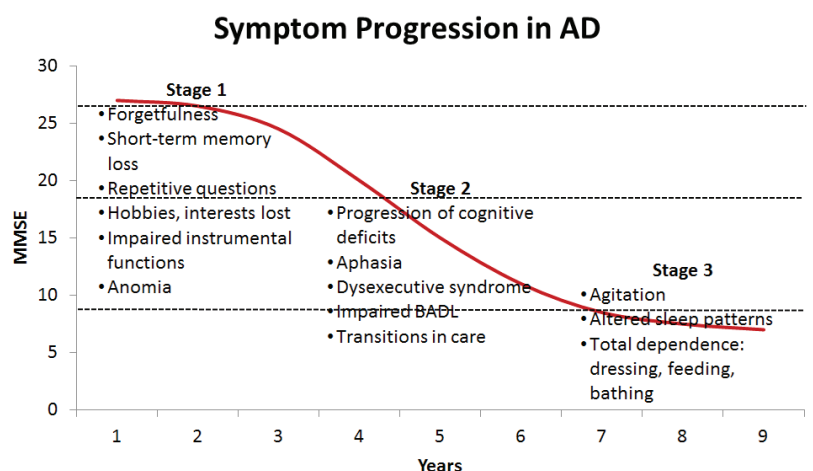 Symptom Progression in AD
30
25
20
15
10
5
0
MMSE
Stage 1
• Forgetfulness
• Short-term memory
loss
• Repetitive questions
• Hobbies, interests lost
• Impaired instrumental
functions
• Anomia
Stage 2
• Progression of cognitive
deficits
• Aphasia
• Dysexecutive syndrome
• Impaired BADL
• Transitions in care
Stage 3
• Agitation
• Altered sleep patterns
• Total dependence:
dressing, feeding,
bathing
1 2 3 4 5 6 7 8 9
Years